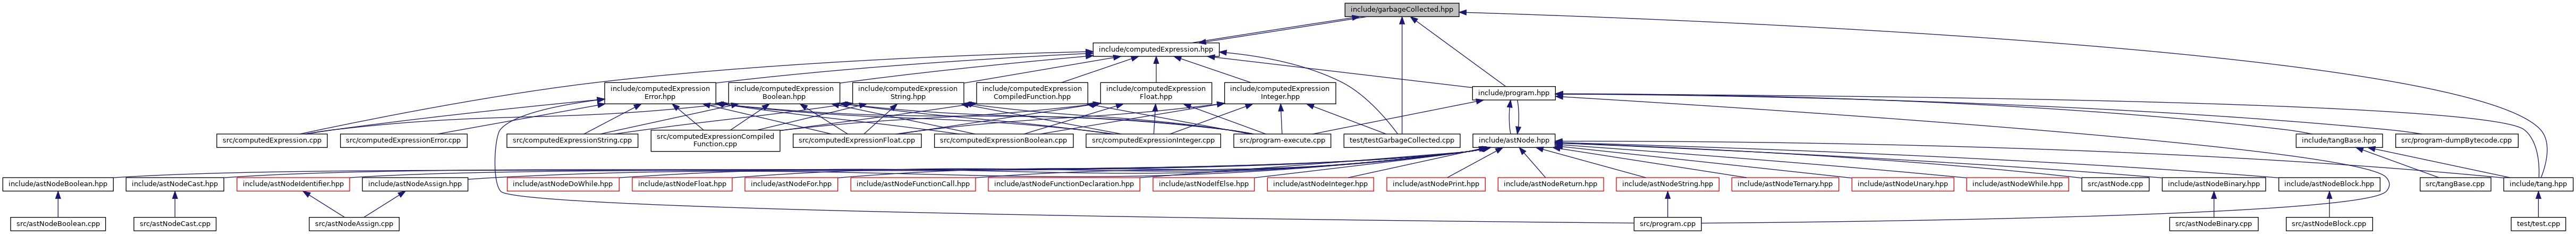 include/garbageCollected.hpp
include/computedExpression.hpp
include/computedExpression
Error.hpp
include/computedExpression
Boolean.hpp
include/computedExpression
String.hpp
include/computedExpression
CompiledFunction.hpp
include/computedExpression
Float.hpp
include/computedExpression
Integer.hpp
include/program.hpp
src/computedExpression.cpp
src/computedExpressionError.cpp
src/computedExpressionString.cpp
src/computedExpressionCompiled
Function.cpp
src/computedExpressionFloat.cpp
src/computedExpressionBoolean.cpp
src/computedExpressionInteger.cpp
src/program-execute.cpp
test/testGarbageCollected.cpp
include/astNode.hpp
include/tangBase.hpp
src/program-dumpBytecode.cpp
include/astNodeBoolean.hpp
include/astNodeCast.hpp
include/astNodeIdentifier.hpp
include/astNodeAssign.hpp
include/astNodeDoWhile.hpp
include/astNodeFloat.hpp
include/astNodeFor.hpp
include/astNodeFunctionCall.hpp
include/astNodeFunctionDeclaration.hpp
include/astNodeIfElse.hpp
include/astNodeInteger.hpp
include/astNodePrint.hpp
include/astNodeReturn.hpp
include/astNodeString.hpp
include/astNodeTernary.hpp
include/astNodeUnary.hpp
include/astNodeWhile.hpp
src/astNode.cpp
include/astNodeBinary.hpp
include/astNodeBlock.hpp
src/tangBase.cpp
include/tang.hpp
src/astNodeBoolean.cpp
src/astNodeCast.cpp
src/astNodeAssign.cpp
src/program.cpp
src/astNodeBinary.cpp
src/astNodeBlock.cpp
test/test.cpp